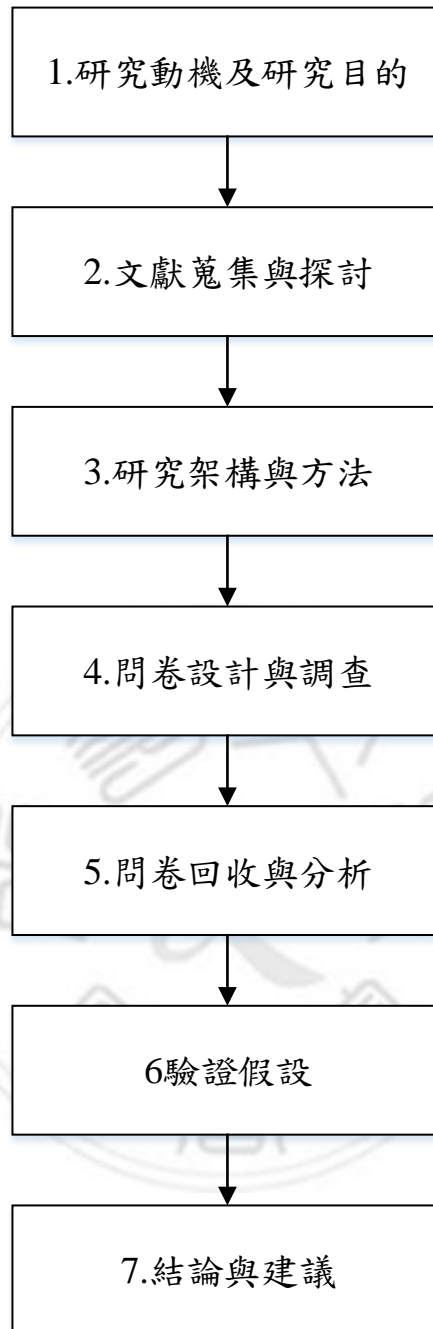 1.研究動機及研究目的
2.文獻蒐集與探討
3.研究架構與方法
4.問卷設計與調查
5.問卷回收與分析
6驗證假設
7.結論與建議